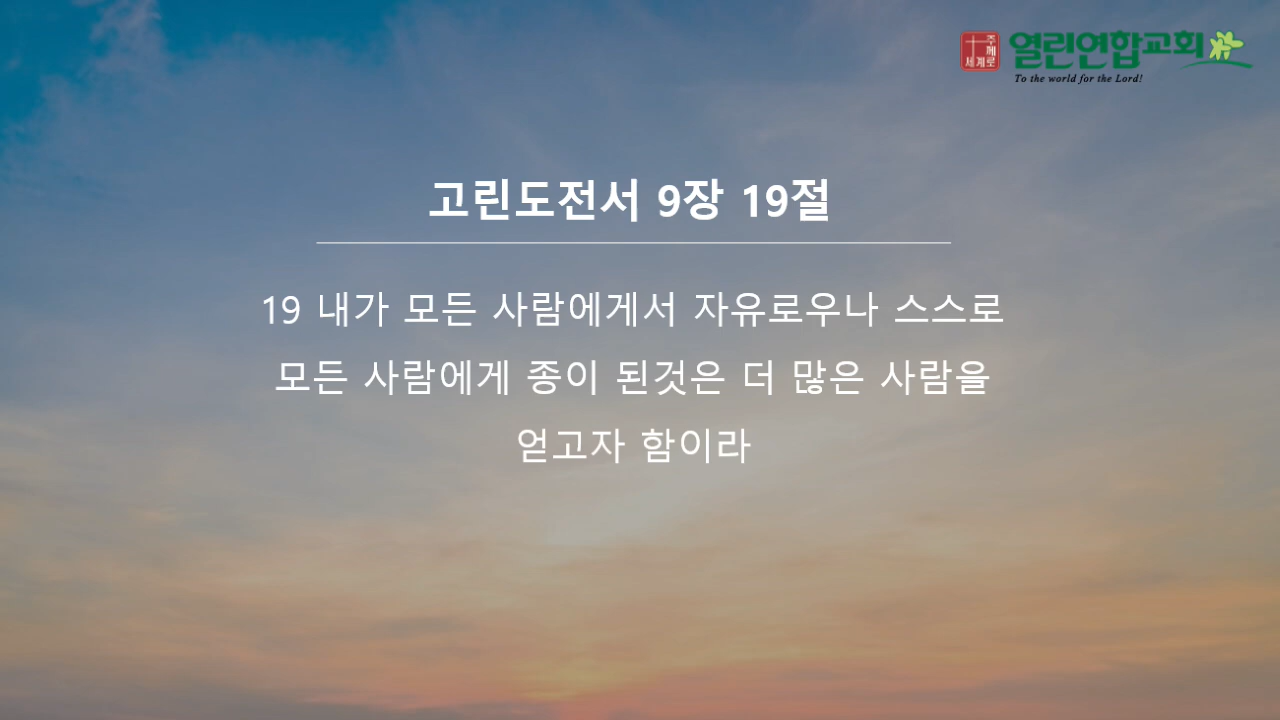 주께
세계로
열린연합교회
To the world for the Lord!
고린도전서 9장 19절
19 내가 모든 사람에게서 자유로우나 스스로
모든 사람에게 종이 된것은 더 많은 사람을
얻고자 함이라